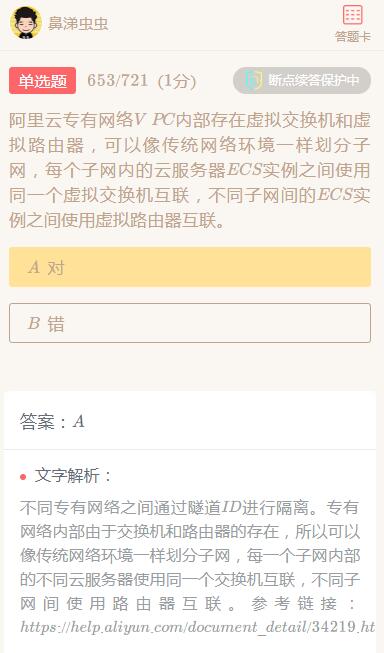 鼻涕虫虫
答题卡
单选题 653/721 (1分) 断点续答保护中
阿里云专有网络V PC内部存在虚拟交换机和虚
拟路由器，可以像传统网络环境一样划分子
网，每个子网内的云服务器ECS实例之间使用
同一个虚拟交换机互联，不同子网间的ECS实
例之间使用虚拟路由器互联。
A 对
B 错
答案：A
文字解析：
不同专有网络之间通过隧道ID进行隔离。专有
网络内部由于交换机和路由器的存在，所以可以
像传统网络环境一样划分子网，每一个子网内部
的不同云服务器使用同一个交换机互联，不同子
网间使用路由器互联。参考链接：
https://help.aliyun.com/document_detail/34219.ht